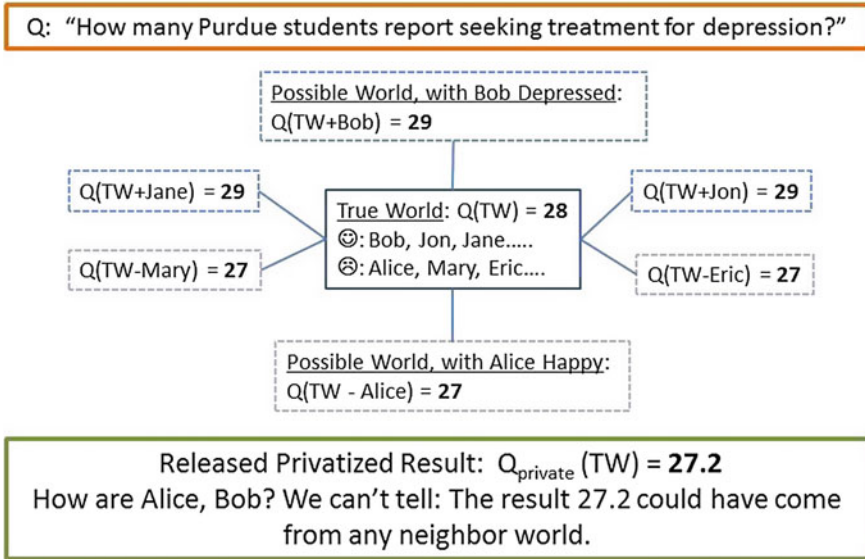 Q: “How many Purdue students report seeking treatment for depression?”
Possible World, with Bob Depressed:
Q(TW+Bob) = 29
Q(TW+Jane) = 29
Q(TW+Jon) = 29
True World: Q(TW) = 28
☺: Bob, Jon, Jane.....
☹: Alice, Mary, Eric....
Q(TW-Mary) = 27
Q(TW-Eric) = 27
Possible World, with Alice Happy:
Q(TW - Alice) = 27
Released Privatized Result: Qprivate (TW) = 27.2
How are Alice, Bob? We can’t tell: The result 27.2 could have come
from any neighbor world.